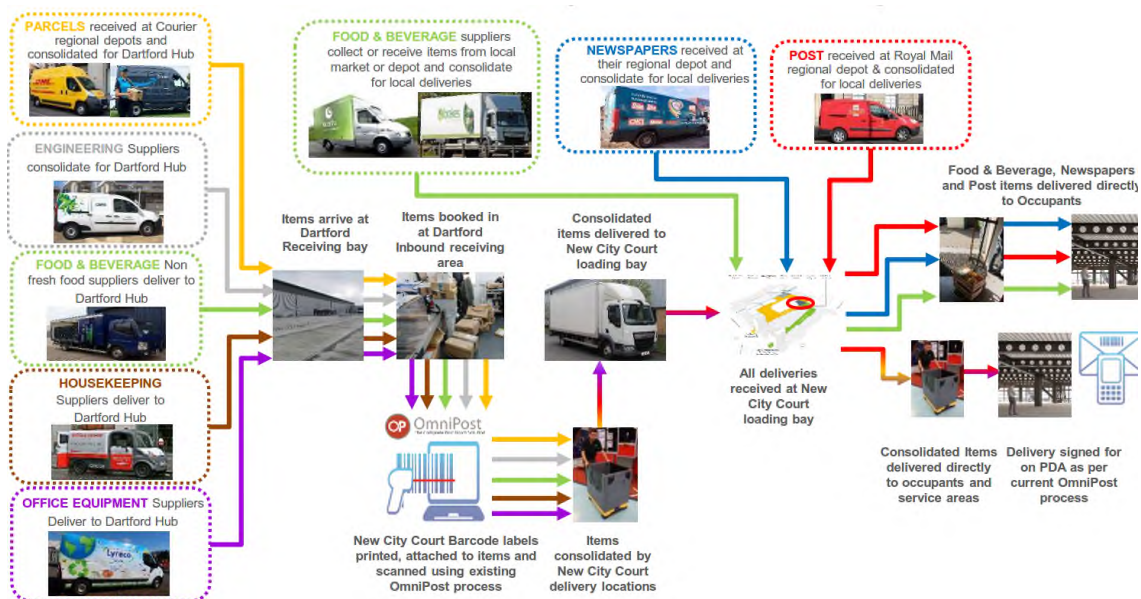 PARCELS received at Courier
regional depots and
consolidated for Dartford Hub
ENGINEERING Suppliers
consolidate for Dartford Hub
FOOD & BEVERAGE Non
fresh food suppliers deliver to
Dartford Hub
HOUSEKEEPING
Suppliers deliver to
Dartford Hub
OFFICE EQUIPMENT Suppliers
Deliver to Dartford Hub
Lyreco
FOOD & BEVERAGE suppliers
collect or receive items from local
market or depot and consolidate
for local deliveries
NEWSPAPERS received at
their regional depot and
consolidate for local deliveries
POST received at Royal Mail
regional depot & consolidated
for local deliveries
Items arrive at
Dartford
Receiving bay
Items booked in
at Dartford
Inbound receiving
area
Consolidated
items delivered to
New City Court
loading bay
Food & Beverage, Newspapers
and Post items delivered directly
to Occupants
All deliveries
received at New
City Court
loading bay
OP OmniPost
New City Court Barcode labels
printed, attached to items and
scanned using existing
OmniPost process
Items
consolidated by
New City Court
delivery locations
Consolidated Items
delivered directly
to occupants and
service areas
Delivery signed for
on PDA as per
current OmniPost
process